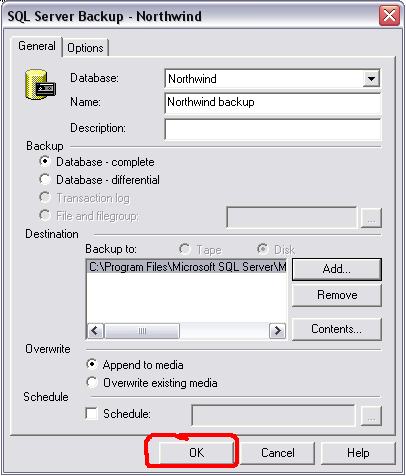 SQL Server Backup - Northwind
General Options
Database: Northwind
Name: Northwind backup
Description:
Backup
Database - complete
Database - differential
Transaction log
File and filegroup: ...
Destination
Backup to: Tape Disk
C:\Program Files\Microsoft SQL Server\M Add...
Remove
Contents...
Overwrite
Append to media
Overwrite existing media
Schedule
Schedule: ...
OK Cancel Help